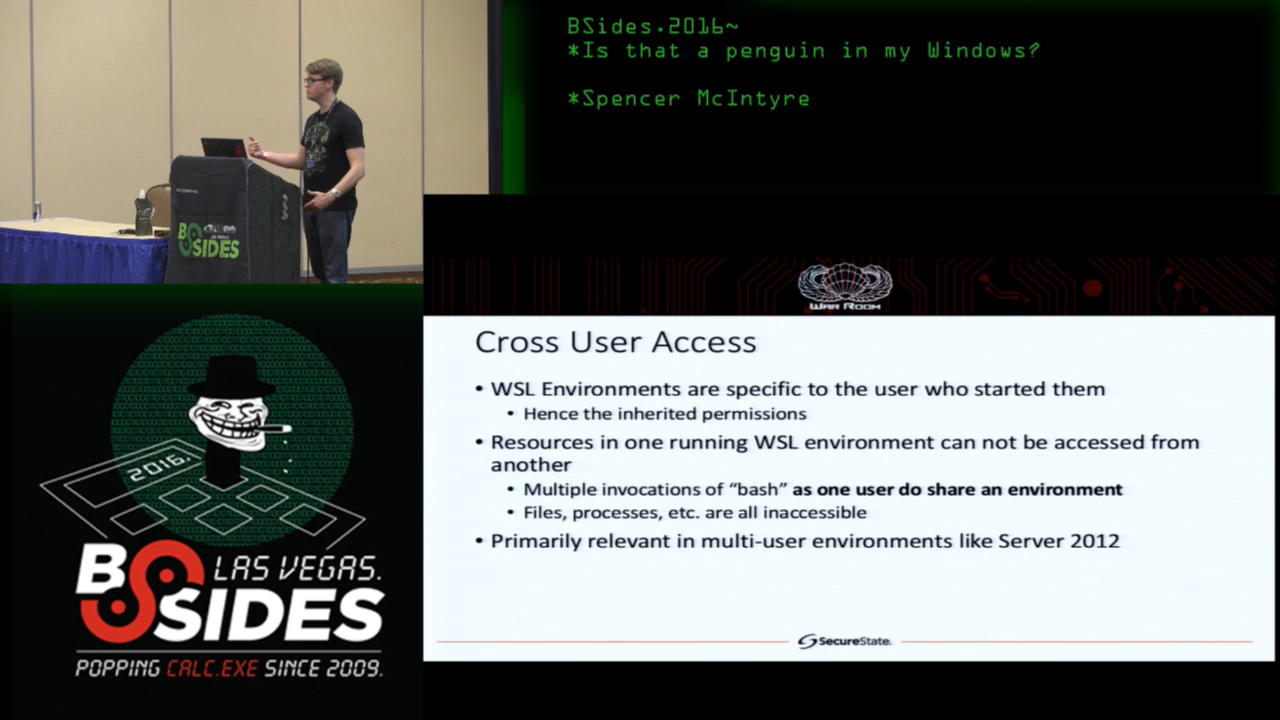 BSides.2016~
*Is that a penguin in my Windows?
*Spencer McIntyre
BSIDES
WAR ROOM
Cross User Access
• WSL Environments are specific to the user who started them
• Hence the inherited permissions
• Resources in one running WSL environment can not be accessed from
another
• Multiple invocations of “bash” as one user do share an environment
• Files, processes, etc. are all inaccessible
• Primarily relevant in multi-user environments like Server 2012
SecureState.
2016.
BSIDES
LAS VEGAS.
POPPING CALC.EXE SINCE 2009.